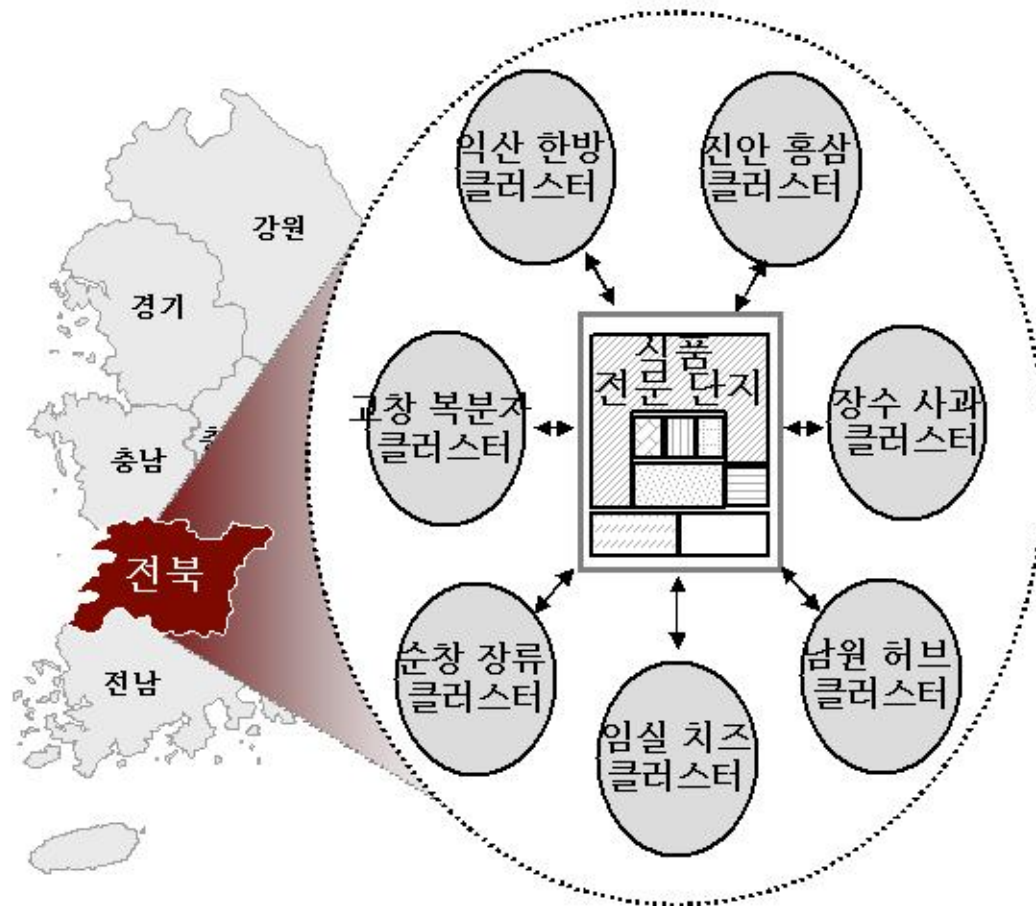 강원
경기
충남
전북
전남
익산 한방
클러스터
진안 홍삼
클러스터
고창 복분자
클러스터
식품
전문 단지
장수 사과
클러스터
순창 장류
클러스터
임실 치즈
클러스터
남원 허브
클러스터